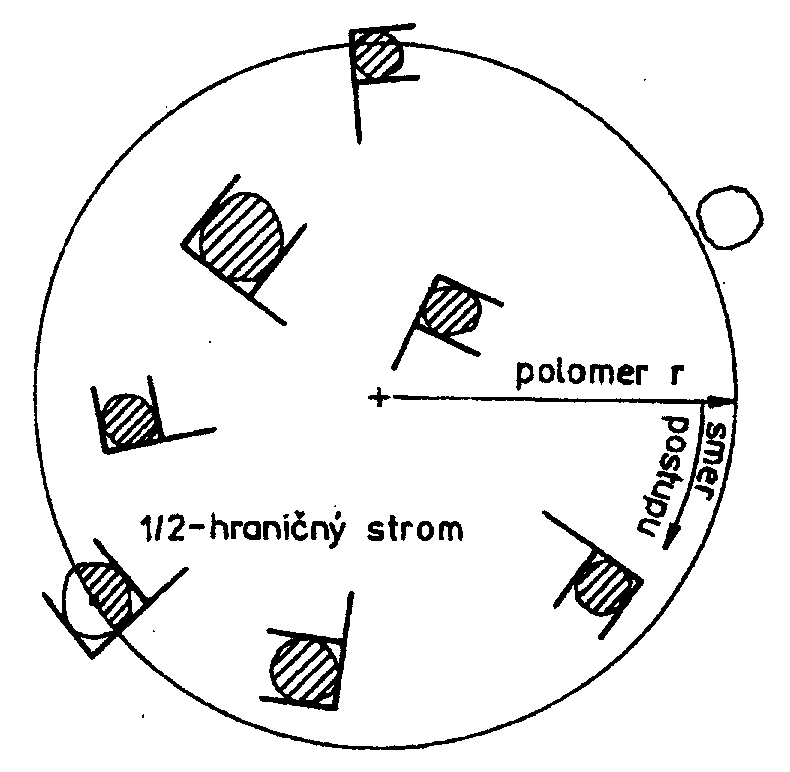 polomer r
smer
postupu
1/2-hraničný strom